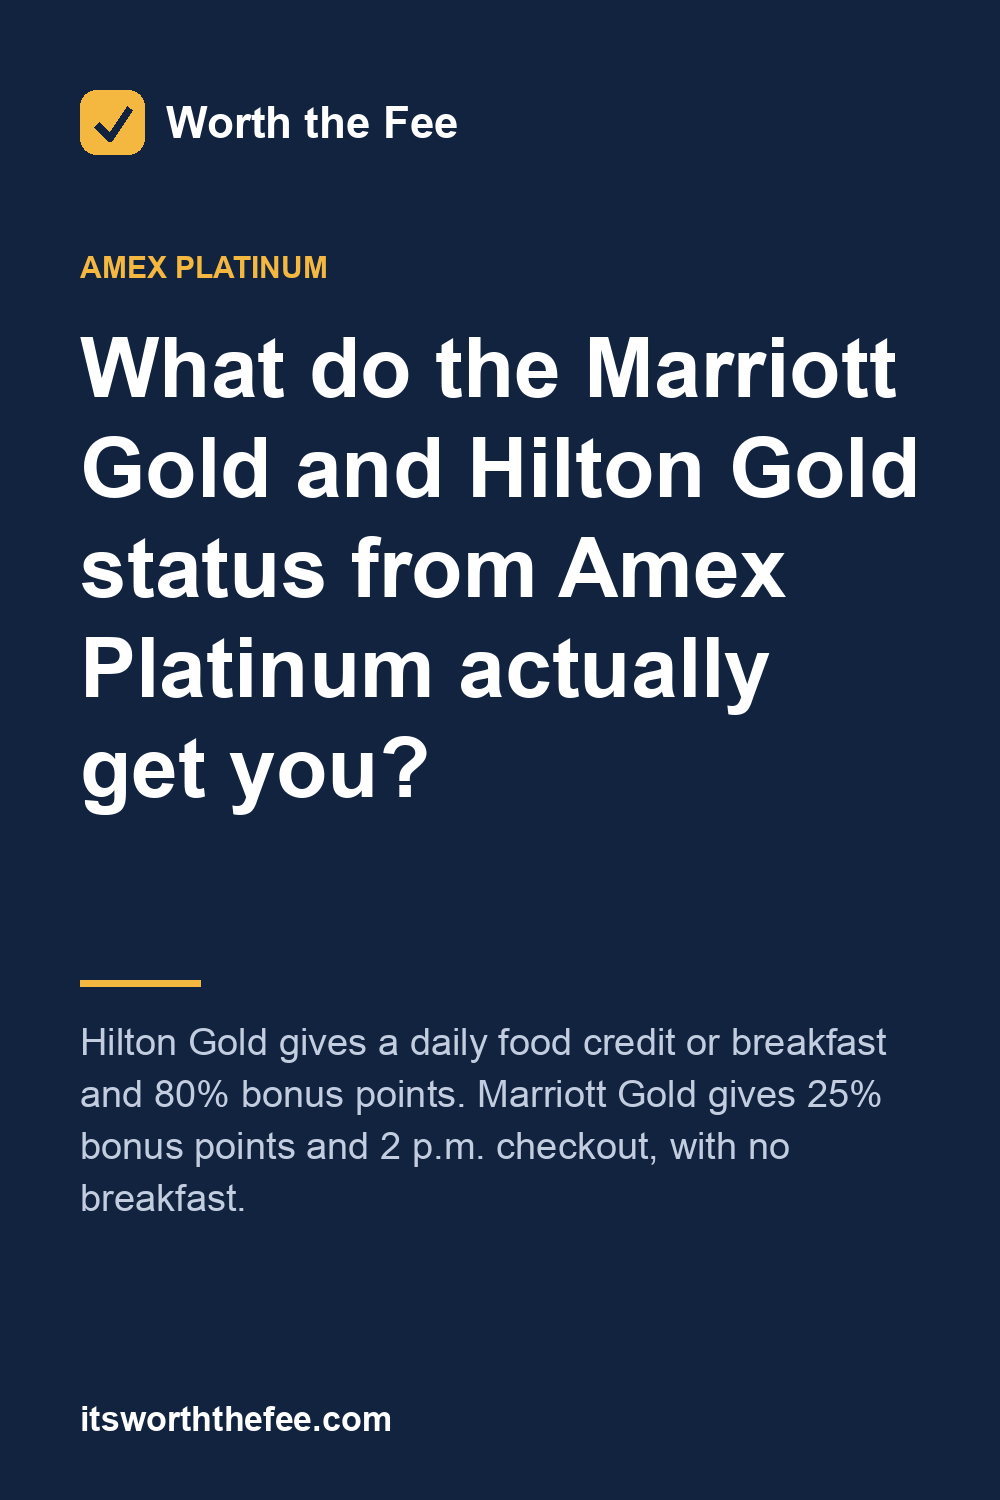 Worth the Fee
AMEX PLATINUM
What do the Marriott
Gold and Hilton Gold
status from Amex
Platinum actually
get you?
Hilton Gold gives a daily food credit or breakfast
and 80% bonus points. Marriott Gold gives 25%
bonus points and 2 p.m. checkout, with no
breakfast.
itsworththefee.com